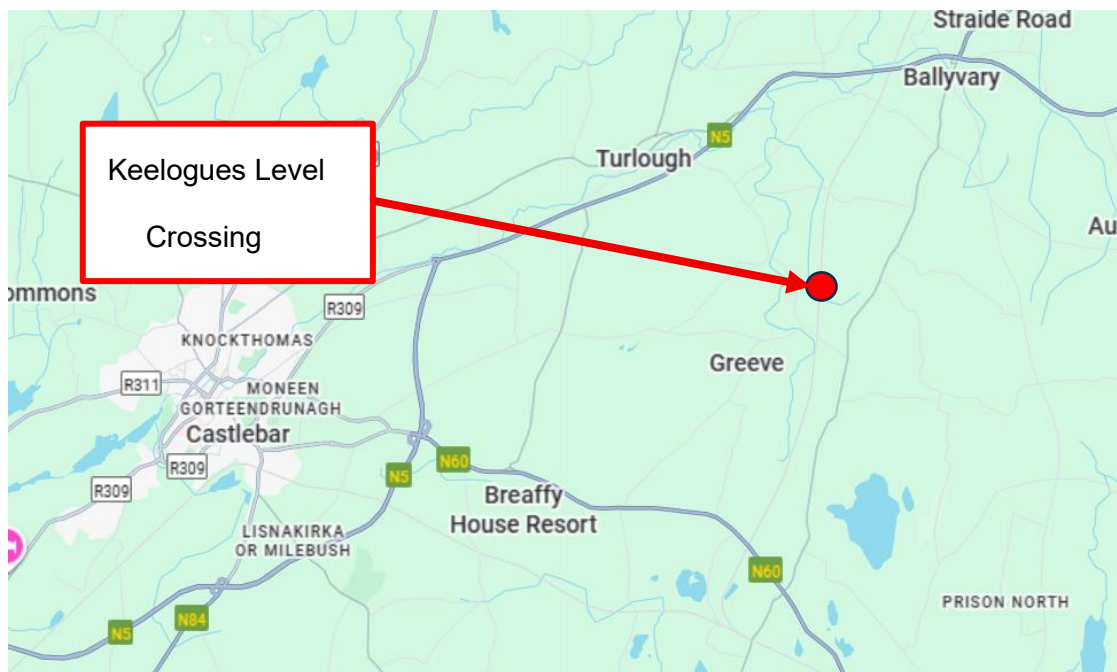 Straide Road
Ballyvary
N5
Turlough
Keelogues Level
Crossing
Au
ommons
R309
KNOCKTHOMAS
Greeve
R311
MONEEN
GORTEENDRUNAGH
Castlebar
R309
N5
N60
R309
Breaffy
House Resort
LISNAKIRKA
OR MILEBUSH
N60
PRISON NORTH
N84
N5